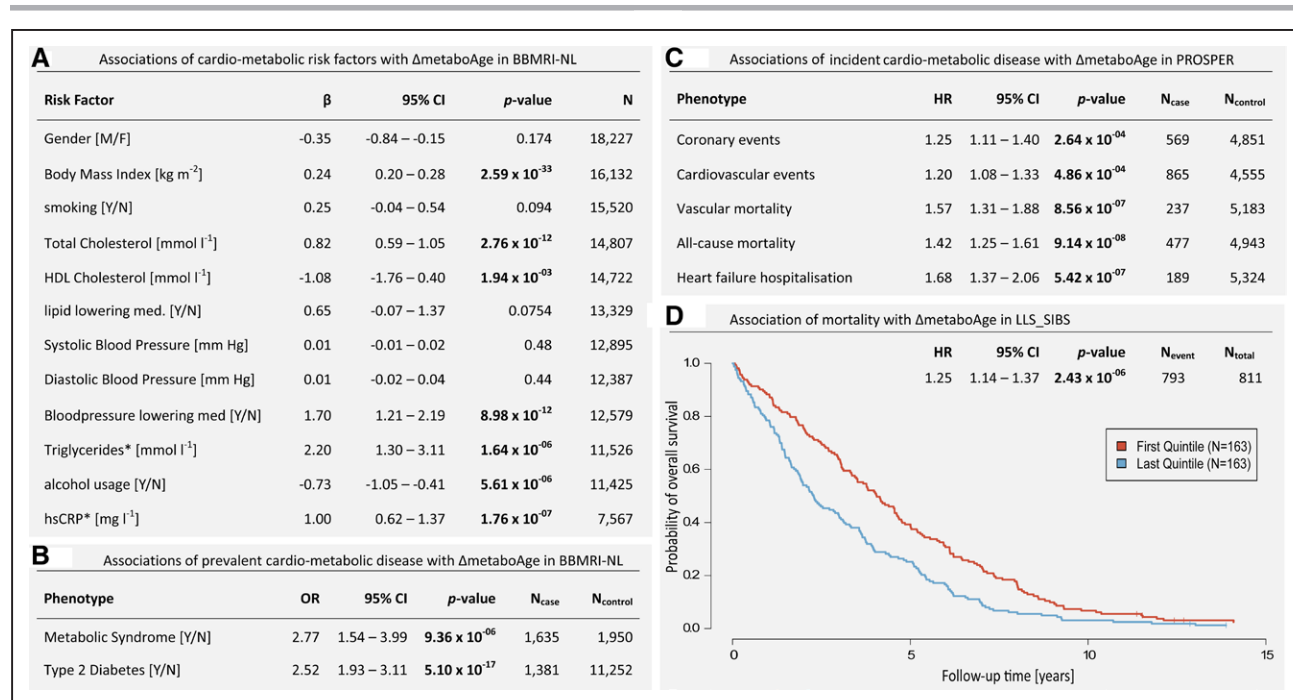 A Associations of cardio-metabolic risk factors with ΔmetaboAge in BBMRI-NL
Risk Factor β 95% CI p-value N
Gender [M/F] -0.35 -0.84 – -0.15 0.174 18,227
Body Mass Index [kg m⁻²] 0.24 0.20 – 0.28 2.59 x 10⁻³³ 16,132
smoking [Y/N] 0.25 -0.04 – 0.54 0.094 15,520
Total Cholesterol [mmol l⁻¹] 0.82 0.59 – 1.05 2.76 x 10⁻¹² 14,807
HDL Cholesterol [mmol l⁻¹] -1.08 -1.76 – 0.40 1.94 x 10⁻⁰³ 14,722
lipid lowering med. [Y/N] 0.65 -0.07 – 1.37 0.0754 13,329
Systolic Blood Pressure [mm Hg] 0.01 -0.01 – 0.02 0.48 12,895
Diastolic Blood Pressure [mm Hg] 0.01 -0.02 – 0.04 0.44 12,387
Bloodpressure lowering med [Y/N] 1.70 1.21 – 2.19 8.98 x 10⁻¹² 12,579
Triglycerides* [mmol l⁻¹] 2.20 1.30 – 3.11 1.64 x 10⁻⁰⁶ 11,526
alcohol usage [Y/N] -0.73 -1.05 – -0.41 5.61 x 10⁻⁰⁶ 11,425
hsCRP* [mg l⁻¹] 1.00 0.62 – 1.37 1.76 x 10⁻⁰⁷ 7,567
B Associations of prevalent cardio-metabolic disease with ΔmetaboAge in BBMRI-NL
Phenotype OR 95% CI p-value Ncase Ncontrol
Metabolic Syndrome [Y/N] 2.77 1.54 – 3.99 9.36 x 10⁻⁰⁶ 1,635 1,950
Type 2 Diabetes [Y/N] 2.52 1.93 – 3.11 5.10 x 10⁻¹⁷ 1,381 11,252
C Associations of incident cardio-metabolic disease with ΔmetaboAge in PROSPER
Phenotype HR 95% CI p-value Ncase Ncontrol
Coronary events 1.25 1.11 – 1.40 2.64 x 10⁻⁰⁴ 569 4,851
Cardiovascular events 1.20 1.08 – 1.33 4.86 x 10⁻⁰⁴ 865 4,555
Vascular mortality 1.57 1.31 – 1.88 8.56 x 10⁻⁰⁷ 237 5,183
All-cause mortality 1.42 1.25 – 1.61 9.14 x 10⁻⁰⁸ 477 4,943
Heart failure hospitalisation 1.68 1.37 – 2.06 5.42 x 10⁻⁰⁷ 189 5,324
D Association of mortality with ΔmetaboAge in LLS_SIBS
HR 95% CI p-value Nevent Ntotal
1.25 1.14 – 1.37 2.43 x 10⁻⁰⁶ 793 811
First Quintile (N=163)
Last Quintile (N=163)
Probability of overall survival
1.0
0.8
0.6
0.4
0.2
0.0
0 5 10 15
Follow-up time [years]